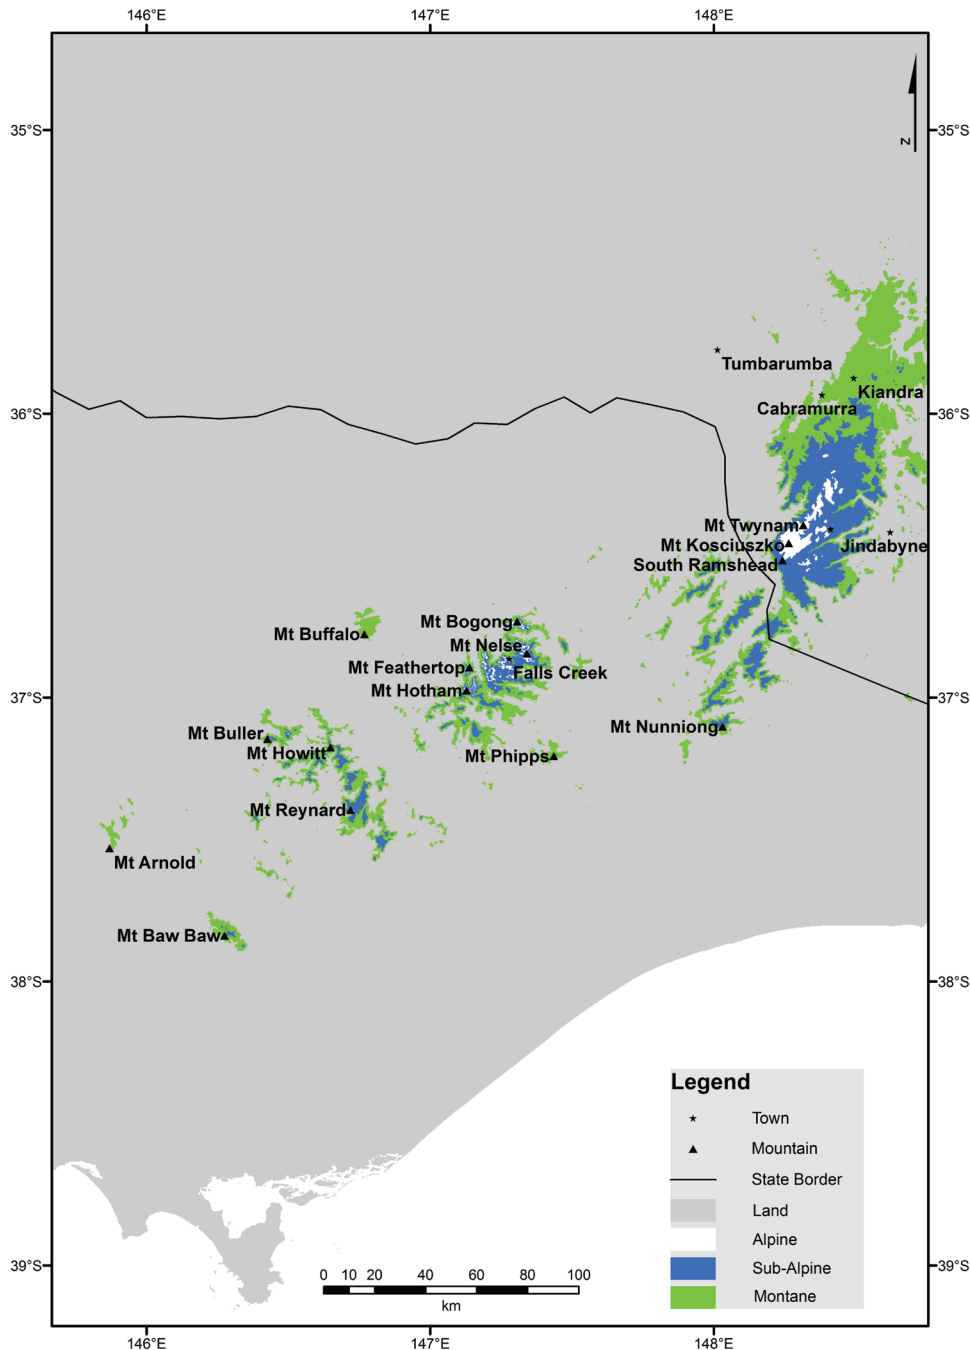 146°E 147°E 148°E
35°S 35°S
z
Tumbarumba
Kiandra
Cabramurra
36°S 36°S
Mt Twynam
Mt Kosciuszko Jindabyne
South Ramshead
Mt Bogong
Mt Buffalo
Mt Nelse
Mt Feathertop Falls Creek
Mt Hotham
37°S 37°S
Mt Nunniong
Mt Buller
Mt Howitt
Mt Phipps
Mt Reynard
Mt Arnold
Mt Baw Baw
38°S 38°S
Legend
Town
Mountain
State Border
Land
Alpine
Sub-Alpine
Montane
39°S 39°S
0 10 20 40 60 80 100
km
146°E 147°E 148°E